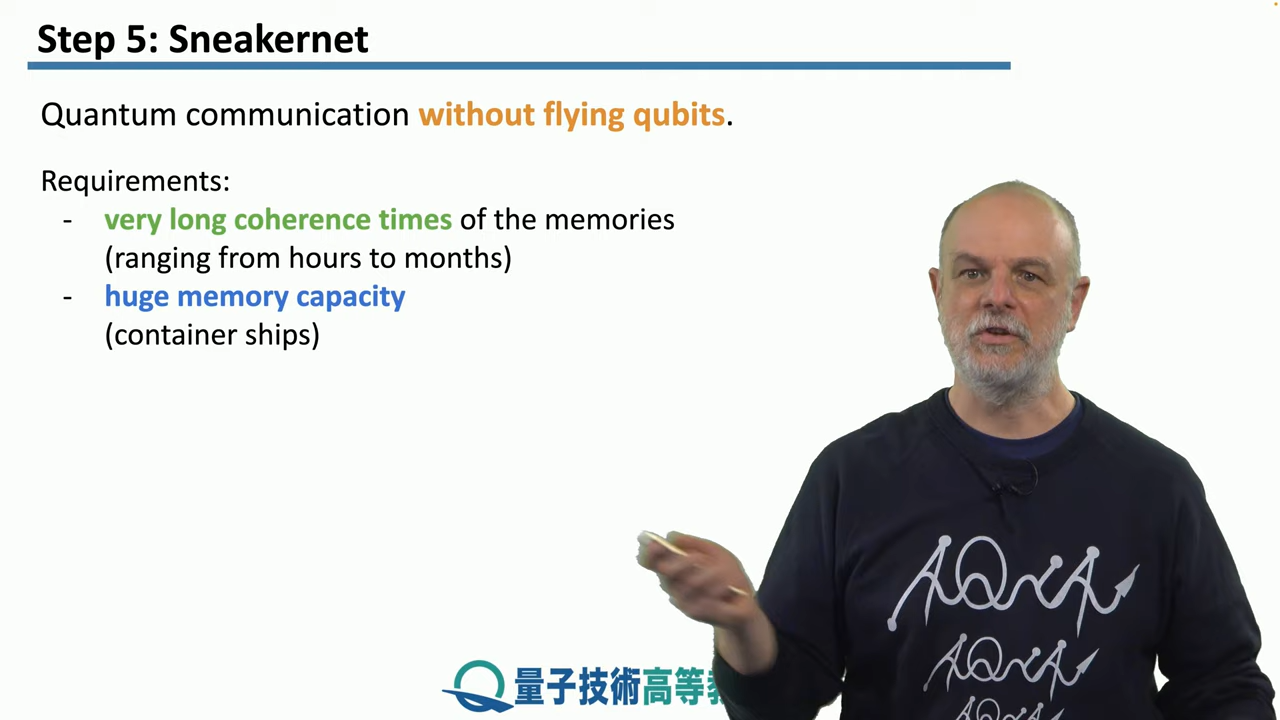 Step 5: Sneakernet
Quantum communication without flying qubits.
Requirements:
- very long coherence times of the memories
(ranging from hours to months)
- huge memory capacity
(container ships)
量子技術高等